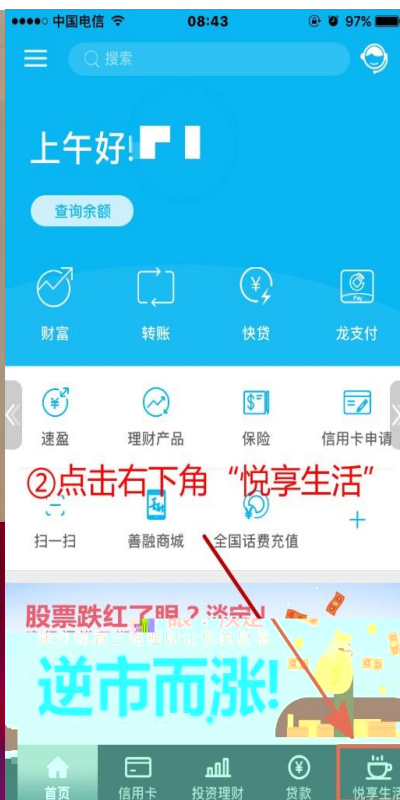 中国电信 08:43 97%
搜索
上午好!
查询余额
财富 转账 快贷 龙支付
速盈 理财产品 保险 信用卡申请
②点击右下角“悦享生活”
扫一扫 善融商城 全国话费充值
股票跌红了眼？淡定！
逆市而涨!
首页 信用卡 投资理财 贷款 悦享生活